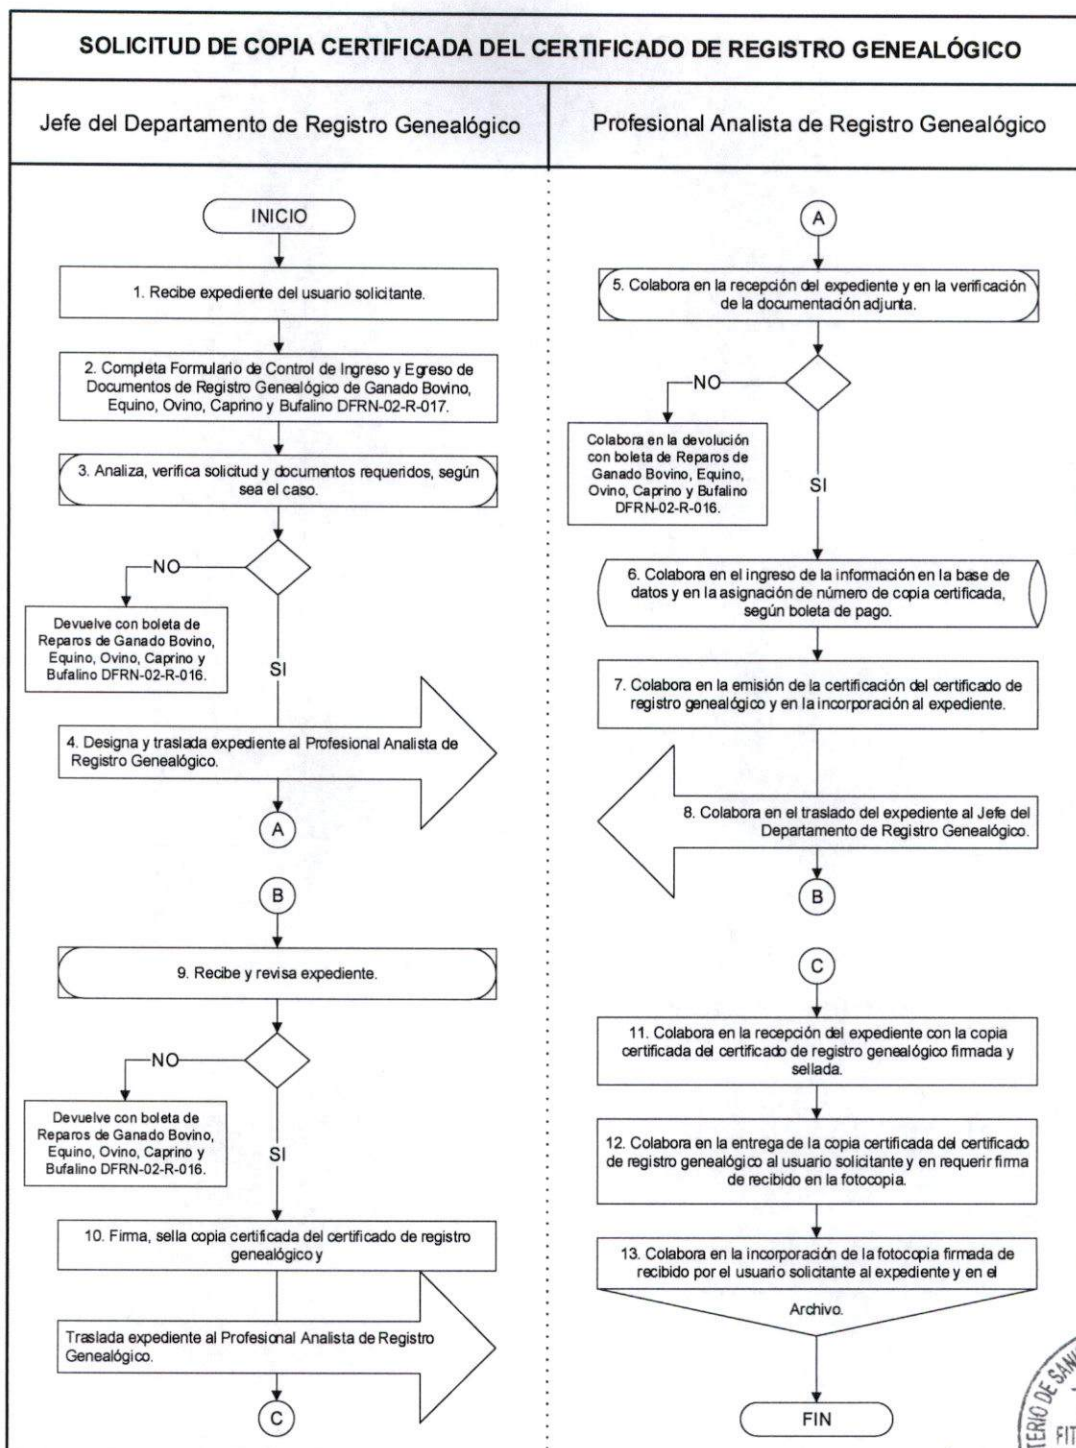 SOLICITUD DE COPIA CERTIFICADA DEL CERTIFICADO DE REGISTRO GENEALÓGICO
Jefe del Departamento de Registro Genealógico
Profesional Analista de Registro Genealógico
INICIO
1. Recibe expediente del usuario solicitante.
2. Completa Formulario de Control de Ingreso y Egreso de
Documentos de Registro Genealógico de Ganado Bovino,
Equino, Ovino, Caprino y Bufalino DFRN-02-R-017.
3. Analiza, verifica solicitud y documentos requeridos, según
sea el caso.
NO
Devuelve con boleta de
Reparos de Ganado Bovino,
Equino, Ovino, Caprino y
Bufalino DFRN-02-R-016.
SI
4. Designa y traslada expediente al Profesional Analista de
Registro Genealógico.
A
B
9. Recibe y revisa expediente.
NO
Devuelve con boleta de
Reparos de Ganado Bovino,
Equino, Ovino, Caprino y
Bufalino DFRN-02-R-016.
SI
10. Firma, sella copia certificada del certificado de registro
genealógico y
Traslada expediente al Profesional Analista de Registro
Genealógico.
C
A
5. Colabora en la recepción del expediente y en la verificación
de la documentación adjunta.
NO
Colabora en la devolución
con boleta de Reparos de
Ganado Bovino, Equino,
Ovino, Caprino y Bufalino
DFRN-02-R-016.
SI
6. Colabora en el ingreso de la información en la base de
datos y en la asignación de número de copia certificada,
según boleta de pago.
7. Colabora en la emisión de la certificación del certificado de
registro genealógico y en la incorporación al expediente.
8. Colabora en el traslado del expediente al Jefe del
Departamento de Registro Genealógico.
B
C
11. Colabora en la recepción del expediente con la copia
certificada del certificado de registro genealógico firmada y
sellada.
12. Colabora en la entrega de la copia certificada del certificado
de registro genealógico al usuario solicitante y en requerir firma
de recibido en la fotocopia.
13. Colabora en la incorporación de la fotocopia firmada de
recibido por el usuario solicitante al expediente y en el
Archivo.
FIN
TERIO DE SANI
FIT